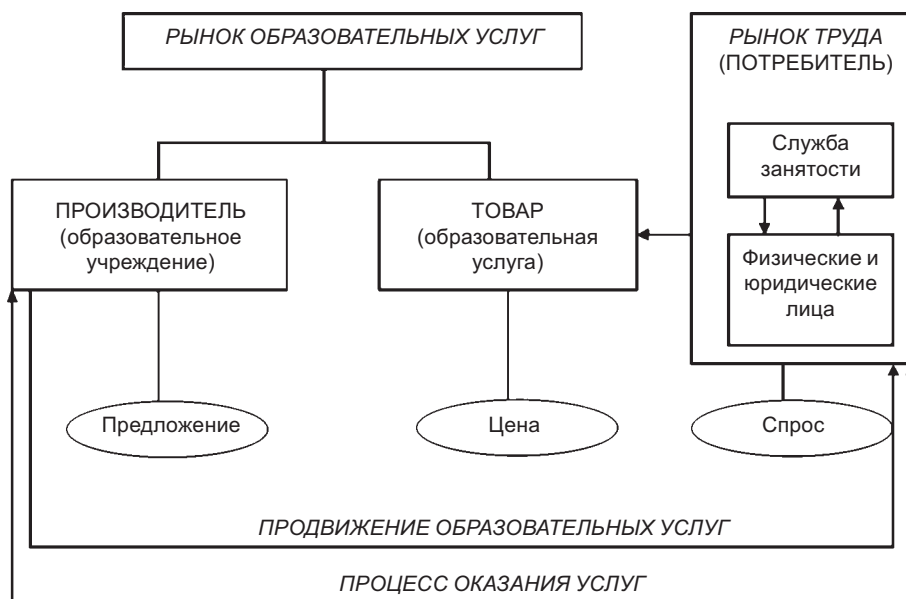 РЫНОК ОБРАЗОВАТЕЛЬНЫХ УСЛУГ
РЫНОК ТРУДА
(ПОТРЕБИТЕЛЬ)
Служба
занятости
ПРОИЗВОДИТЕЛЬ
(образовательное
учреждение)
ТОВАР
(образовательная
услуга)
Физические и
юридические
лица
Предложение
Цена
Спрос
ПРОДВИЖЕНИЕ ОБРАЗОВАТЕЛЬНЫХ УСЛУГ
ПРОЦЕСС ОКАЗАНИЯ УСЛУГ